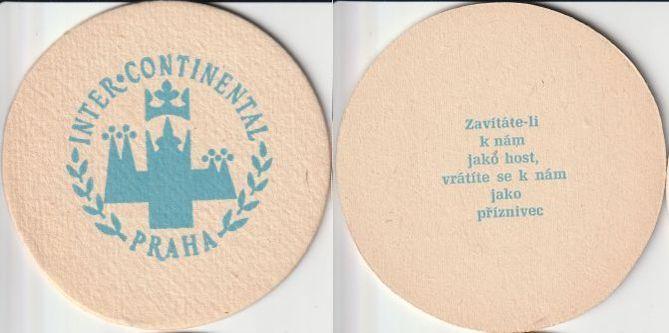 INTER•CONTINENTAL
PRAHA
Zavítáte-li
k nám
jako host,
vrátíte se k nám
jako
příznivec